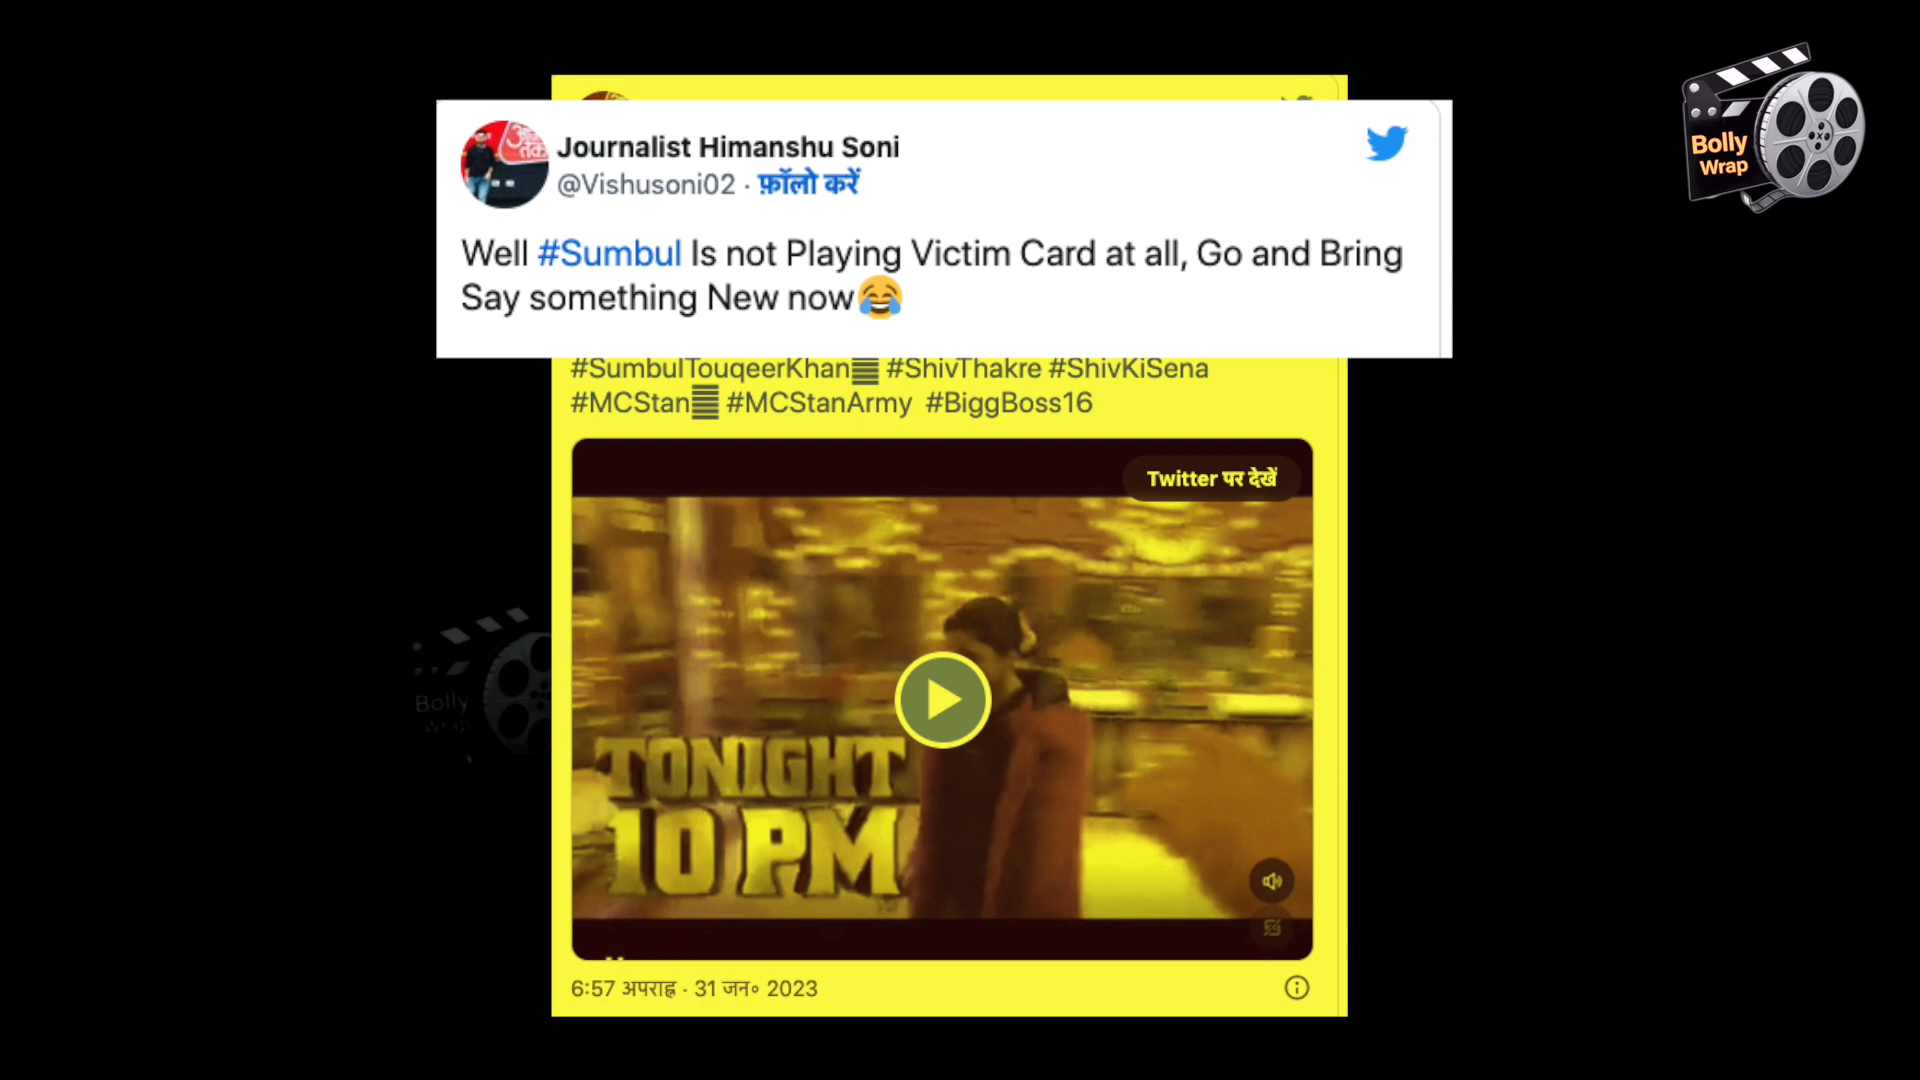 Journalist Himanshu Soni
@Vishusoni02 · फ़ॉलो करें
Well #Sumbul Is not Playing Victim Card at all, Go and Bring
Say something New now😂
#SumbulTouqeerKhan #ShivThakre #ShivKiSena
#MCStan #MCStanArmy #BiggBoss16
Twitter पर देखें
TONIGHT
10 PM
6:57 अपराह्न · 31 जन॰ 2023
Bolly
Wrap
Bolly
Wrap